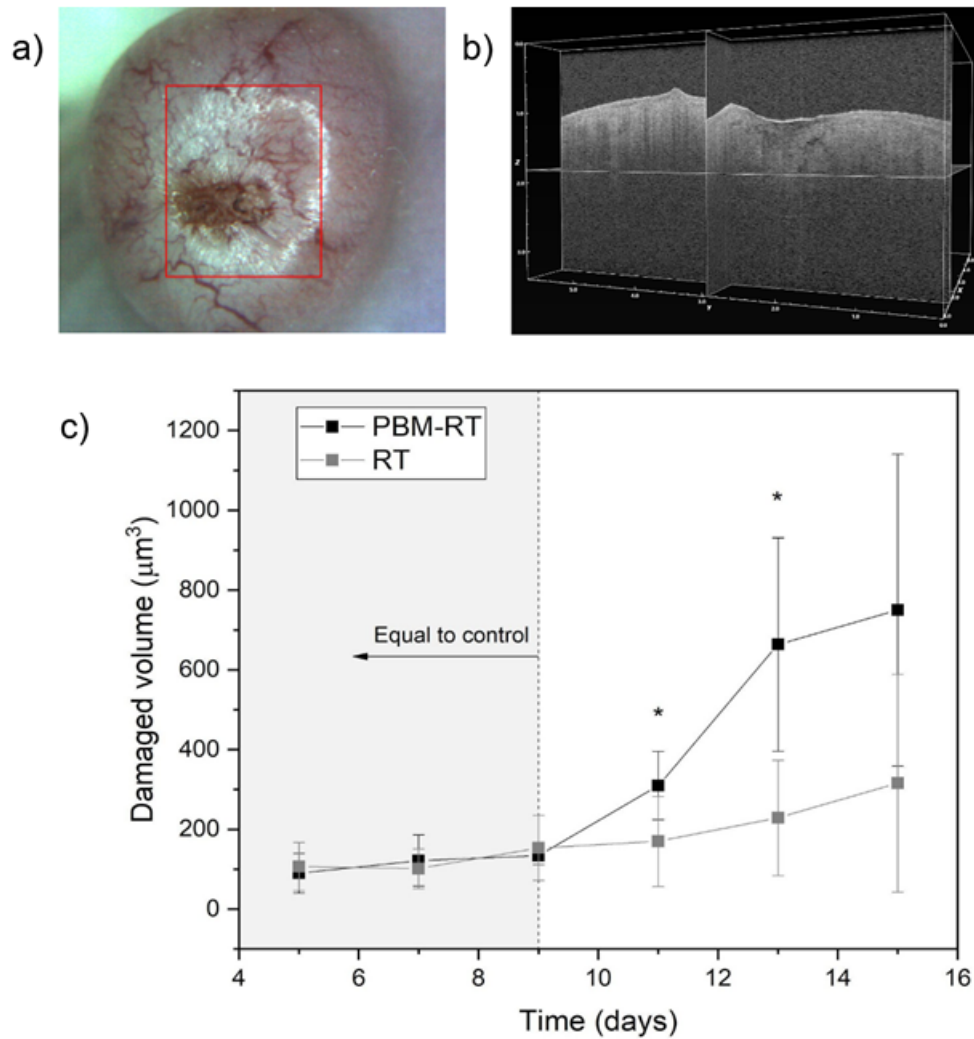 a)
b)
c)
PBM-RT
RT
Equal to control
*
*
Damaged volume (μm³)
1200
1000
800
600
400
200
0
4 6 8 10 12 14 16
Time (days)